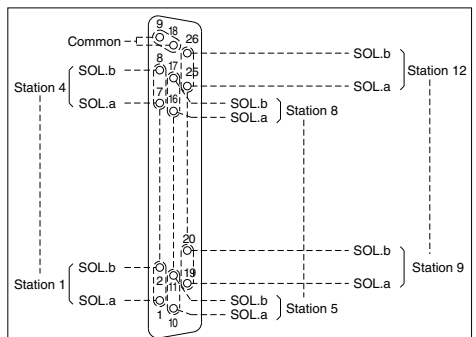 9 18 26
Common
SOL.b
Station 12
8 17 25
Station 4
SOL.b
SOL.a
7 16
SOL.b
Station 8
SOL.a
SOL.a
20
SOL.b
Station 9
SOL.b
2 11 19
SOL.a
Station 1
SOL.b
Station 5
SOL.a
1 10
SOL.a